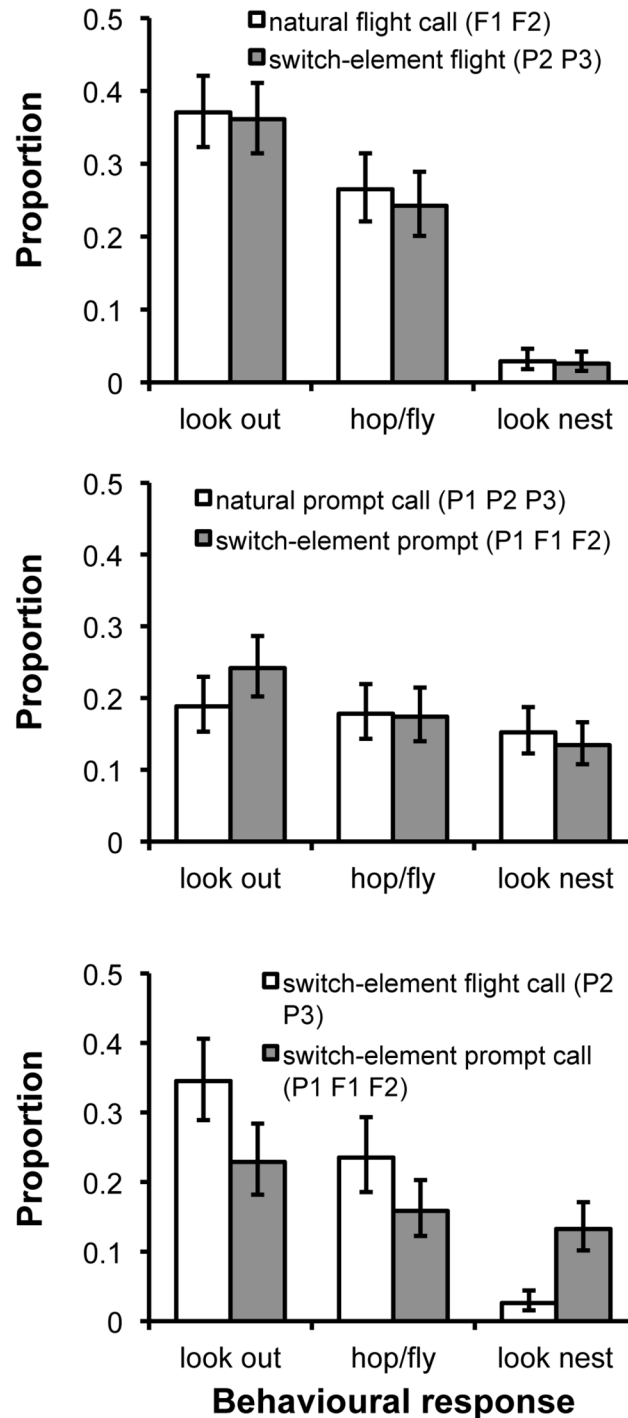 natural flight call (F1 F2)
switch-element flight (P2 P3)
Proportion
0.5
0.4
0.3
0.2
0.1
0
look out hop/fly look nest
natural prompt call (P1 P2 P3)
switch-element prompt (P1 F1 F2)
Proportion
0.5
0.4
0.3
0.2
0.1
0
look out hop/fly look nest
switch-element flight call (P2
P3)
switch-element prompt call
(P1 F1 F2)
Proportion
0.5
0.4
0.3
0.2
0.1
0
look out hop/fly look nest
Behavioural response